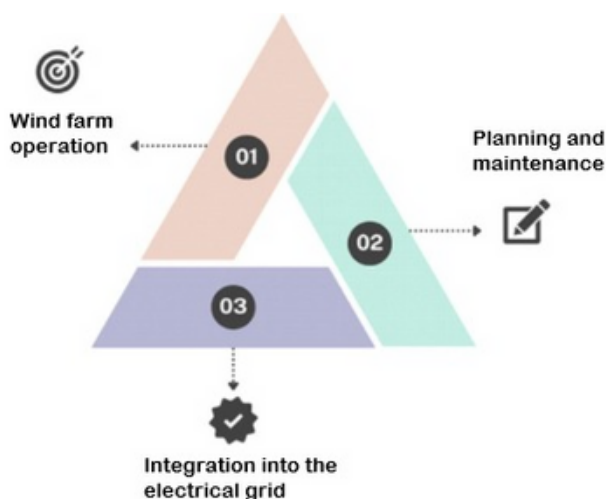 Wind farm
operation
01
Planning and
maintenance
02
03
Integration into the
electrical grid